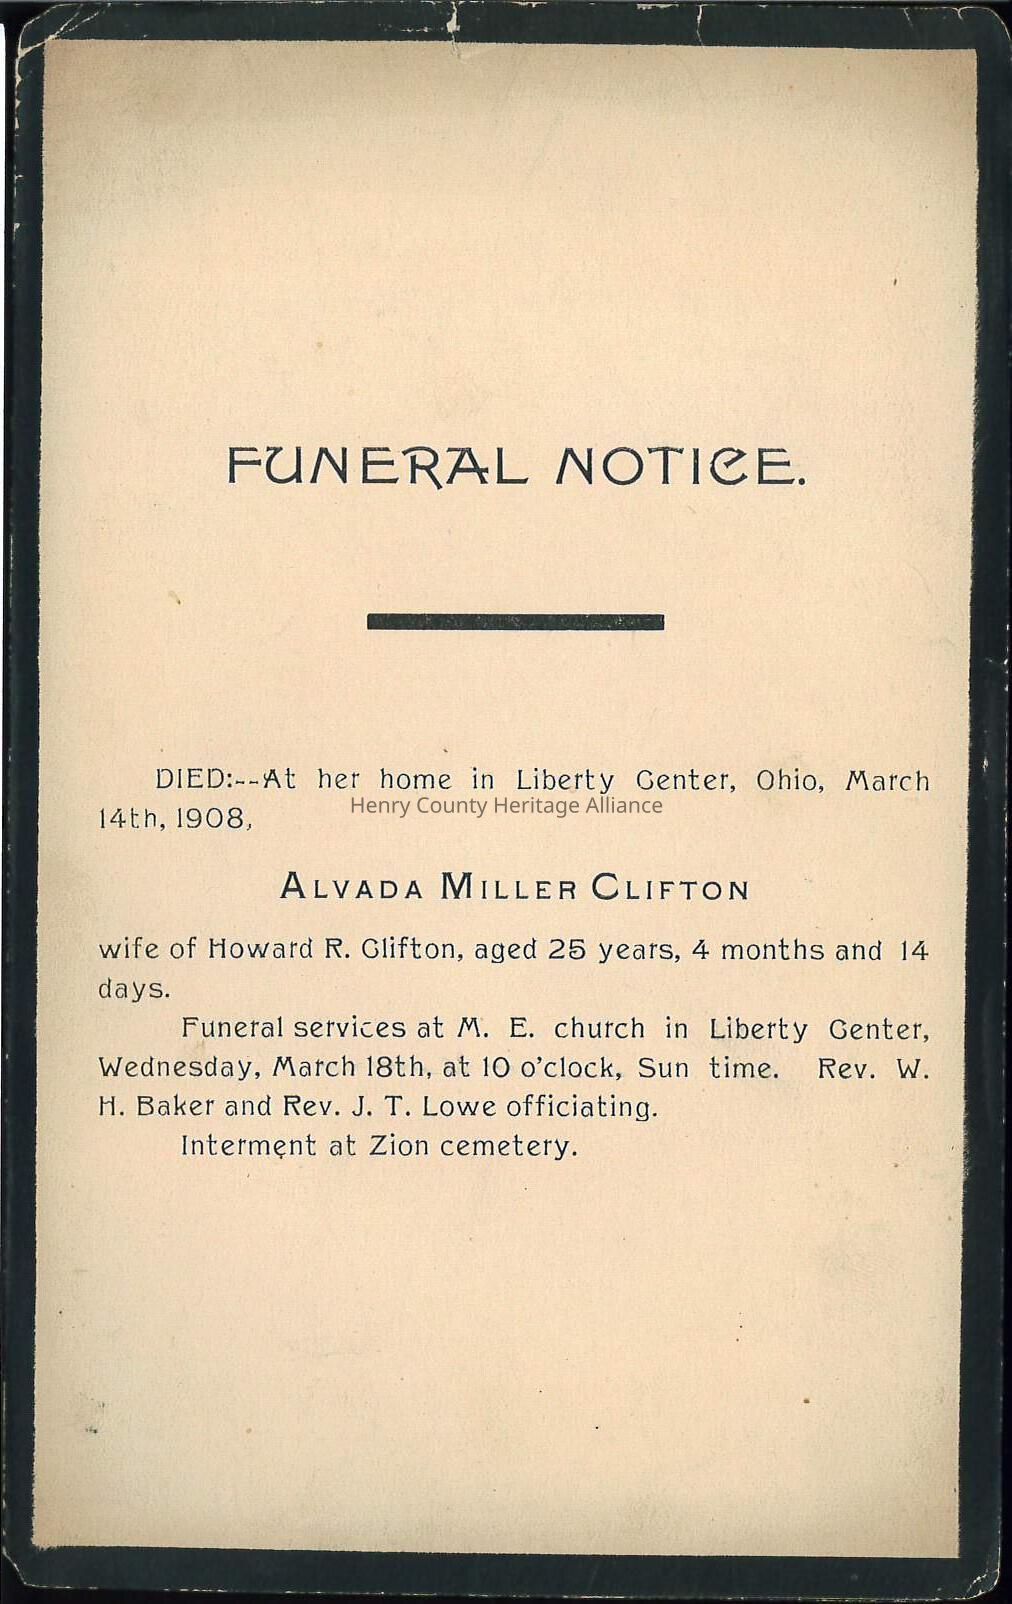 FUNERAL NOTICE.
DIED:--At her home in Liberty Center, Ohio, March
Henry County Heritage Alliance
14th, 1908,
ALVADA MILLER CLIFTON
wife of Howard R. Clifton, aged 25 years, 4 months and 14
days.
Funeral services at M. E. church in Liberty Center,
Wednesday, March 18th, at 10 o'clock, Sun time. Rev. W.
H. Baker and Rev. J. T. Lowe officiating.
Interment at Zion cemetery.